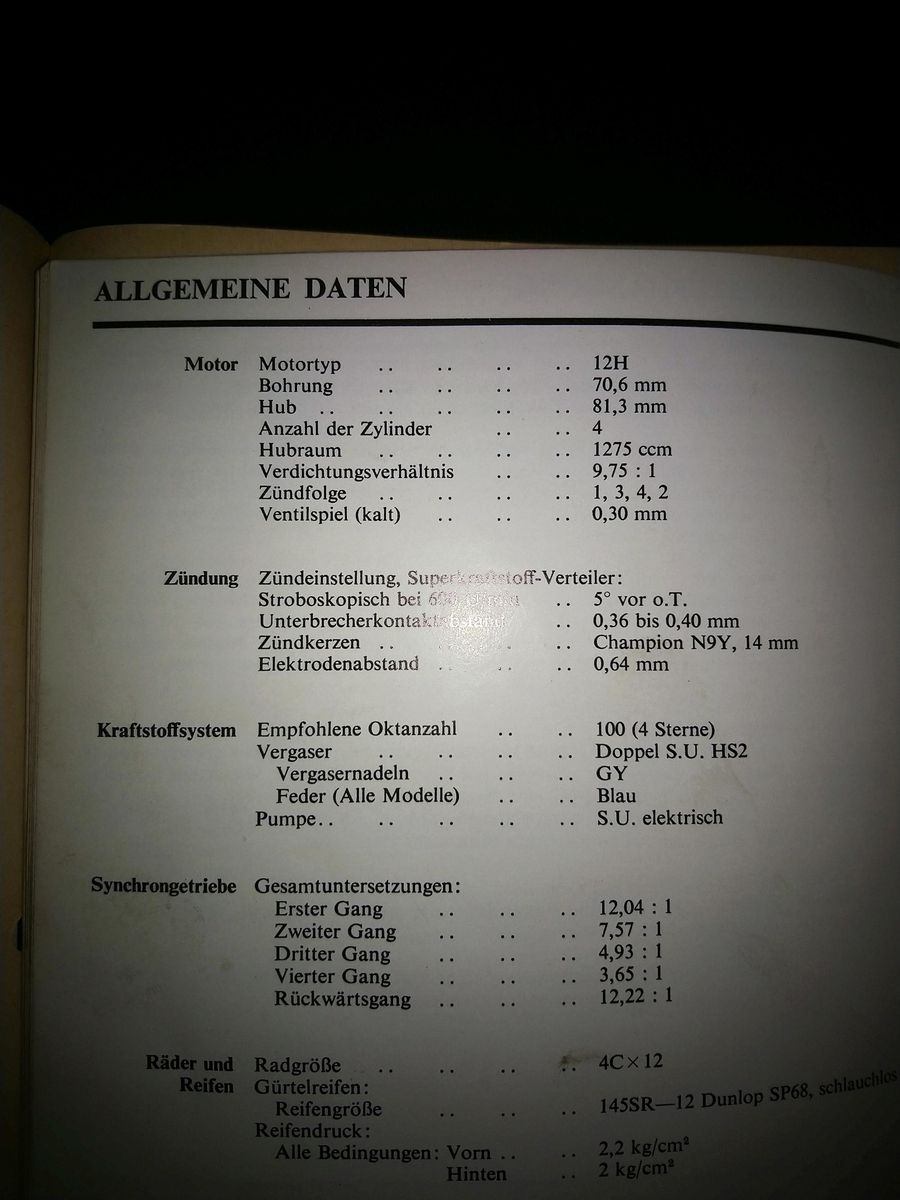 ALLGEMEINE DATEN
Motor Motortyp .. .. .. .. 12H
Bohrung .. .. .. .. 70,6 mm
Hub .. .. .. .. .. 81,3 mm
Anzahl der Zylinder .. .. 4
Hubraum .. .. .. .. 1275 ccm
Verdichtungsverhältnis .. .. 9,75 : 1
Zündfolge .. .. .. .. 1, 3, 4, 2
Ventilspiel (kalt) .. .. .. 0,30 mm
Zündung Zündeinstellung, Superkraftstoff-Verteiler:
Stroboskopisch bei .. 5° vor o.T.
Unterbrecherkontaktabstand .. 0,36 bis 0,40 mm
Zündkerzen .. .. .. .. Champion N9Y, 14 mm
Elektrodenabstand .. .. .. 0,64 mm
Kraftstoffsystem Empfohlene Oktanzahl .. .. 100 (4 Sterne)
Vergaser .. .. .. .. Doppel S.U. HS2
Vergasernadeln .. .. .. GY
Feder (Alle Modelle) .. .. Blau
Pumpe .. .. .. .. .. S.U. elektrisch
Synchrongetriebe Gesamtuntersetzungen:
Erster Gang .. .. .. 12,04 : 1
Zweiter Gang .. .. .. 7,57 : 1
Dritter Gang .. .. .. 4,93 : 1
Vierter Gang .. .. .. 3,65 : 1
Rückwärtsgang .. .. .. 12,22 : 1
Räder und Radgröße .. .. .. .. 4C×12
Reifen Gürtelreifen:
Reifengröße .. .. .. 145SR—12 Dunlop SP68, schlauchlos
Reifendruck:
Alle Bedingungen: Vorn .. .. 2,2 kg/cm²
Hinten .. 2 kg/cm²